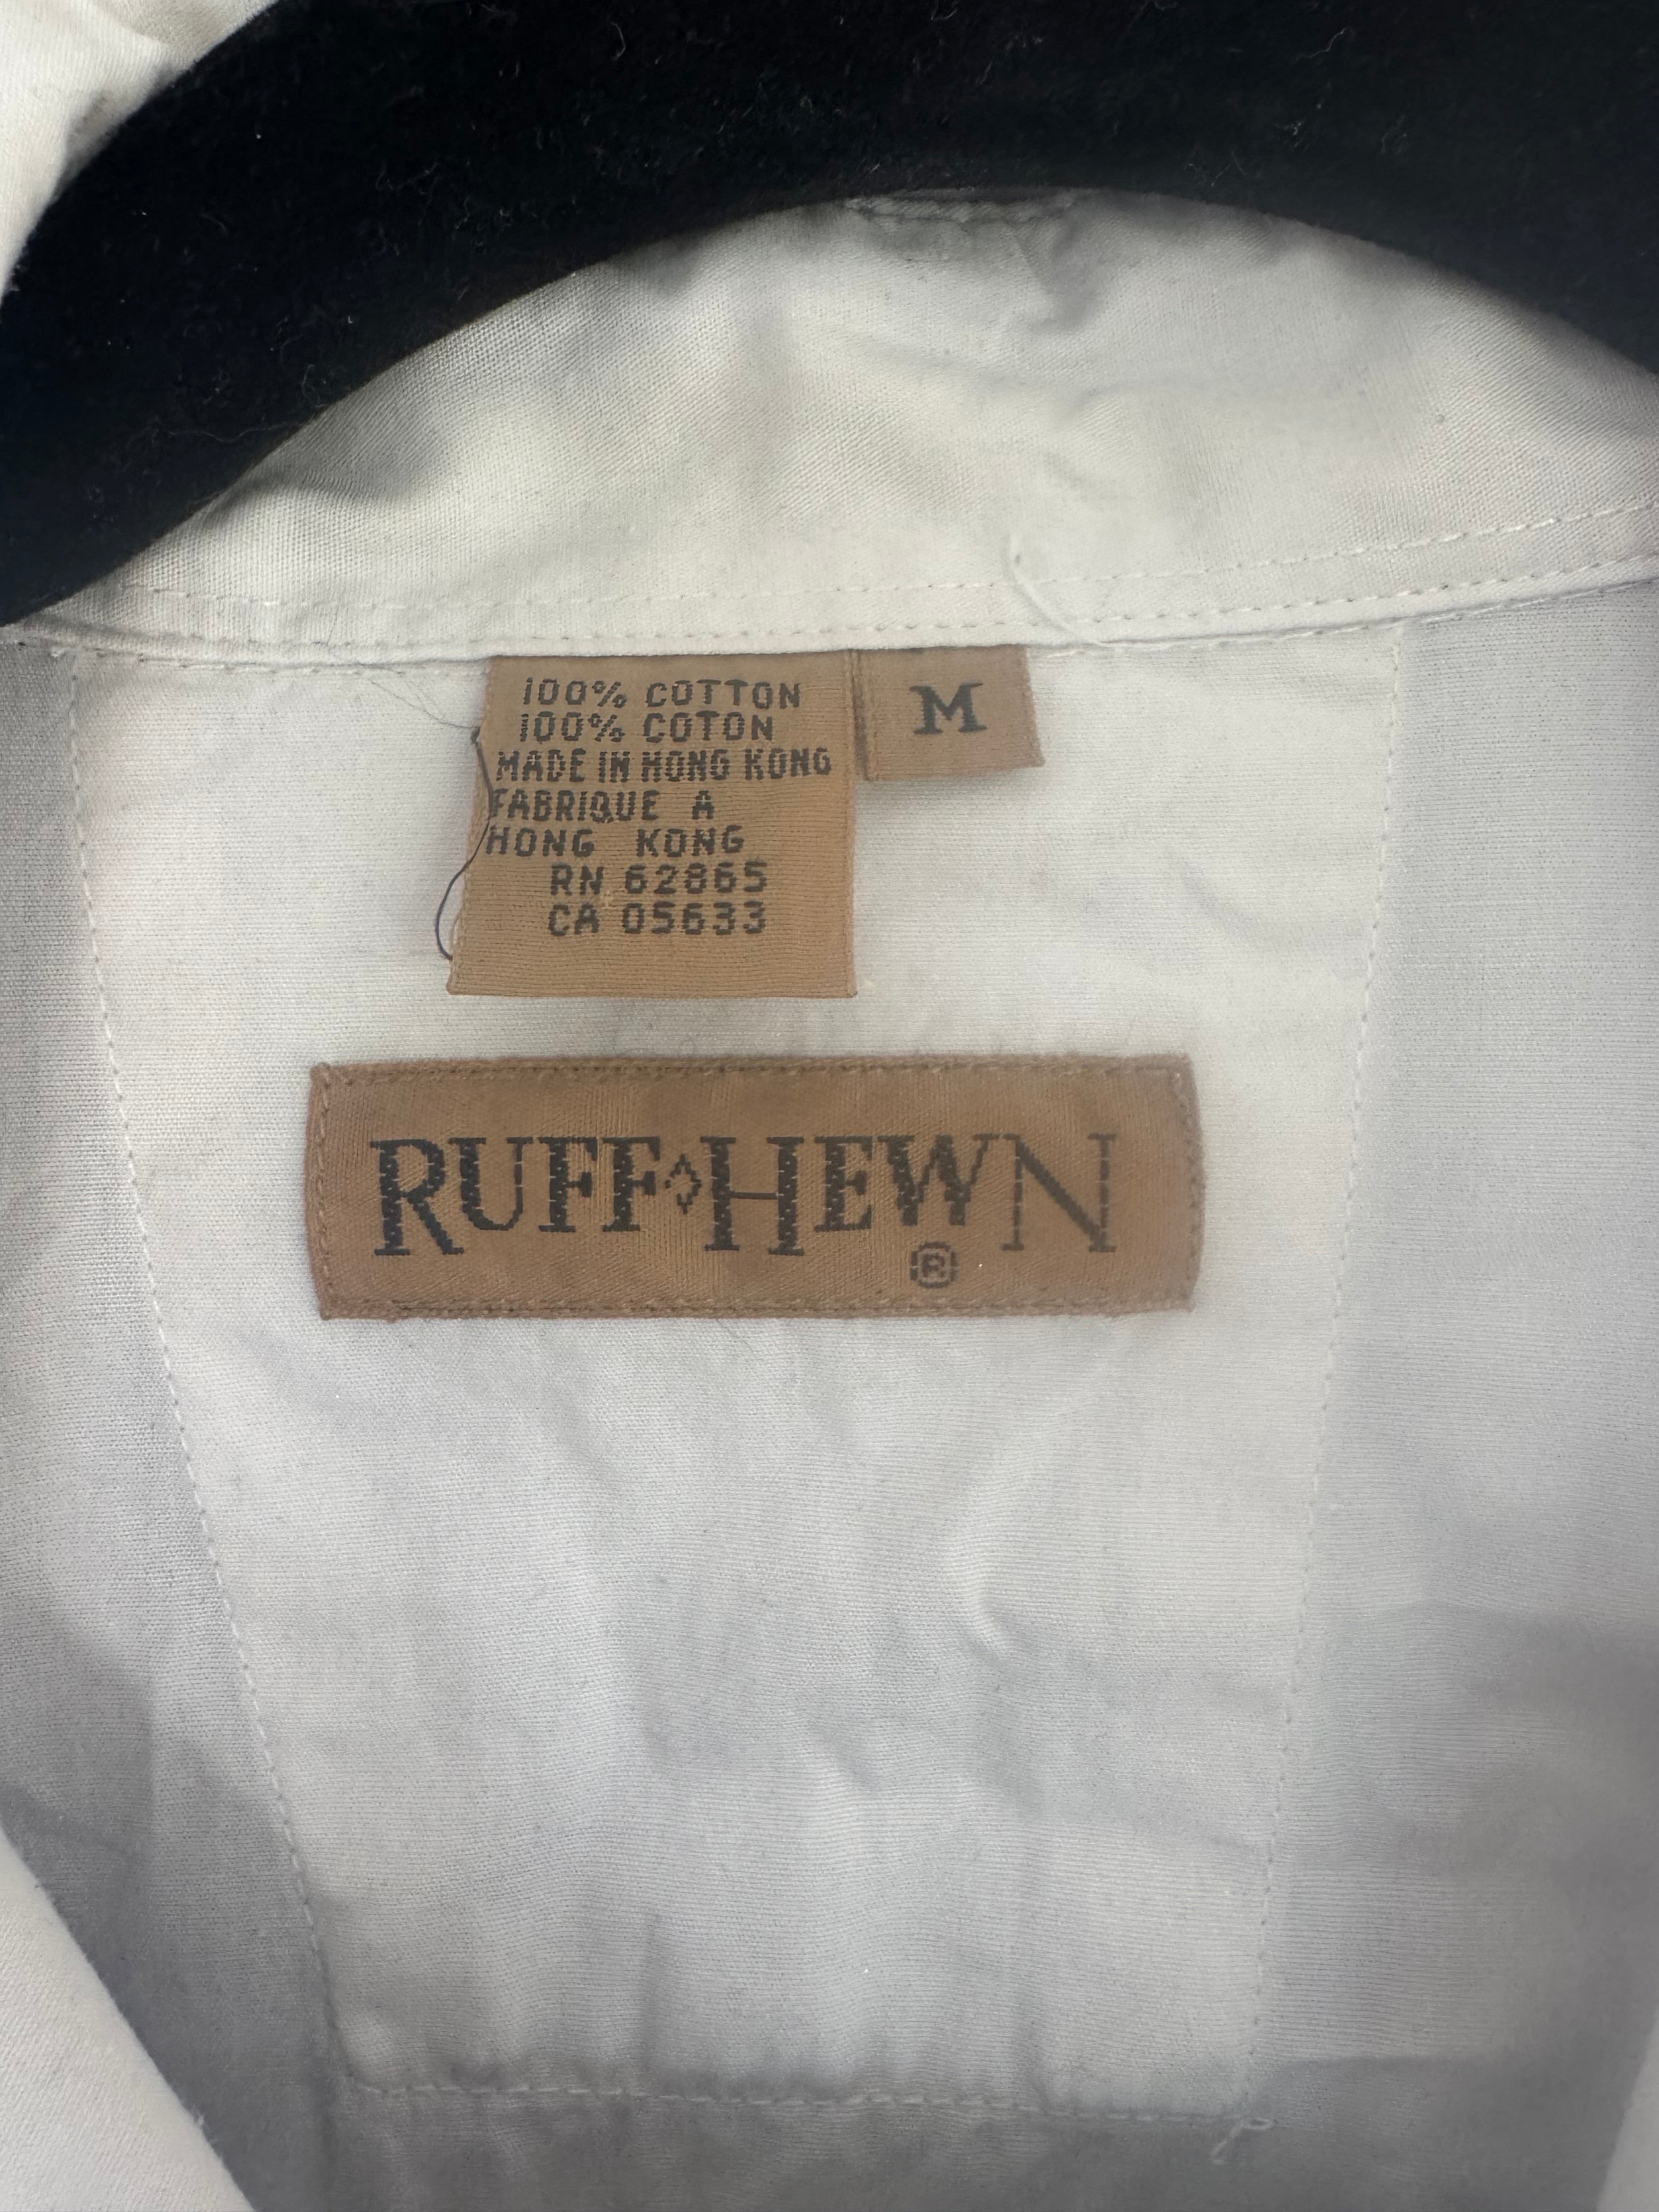 100% COTTON
100% COTON
MADE IN HONG KONG
FABRIQUE A
HONG KONG
RN 62865
CA 05633
M
RUFF◊HEWN
®